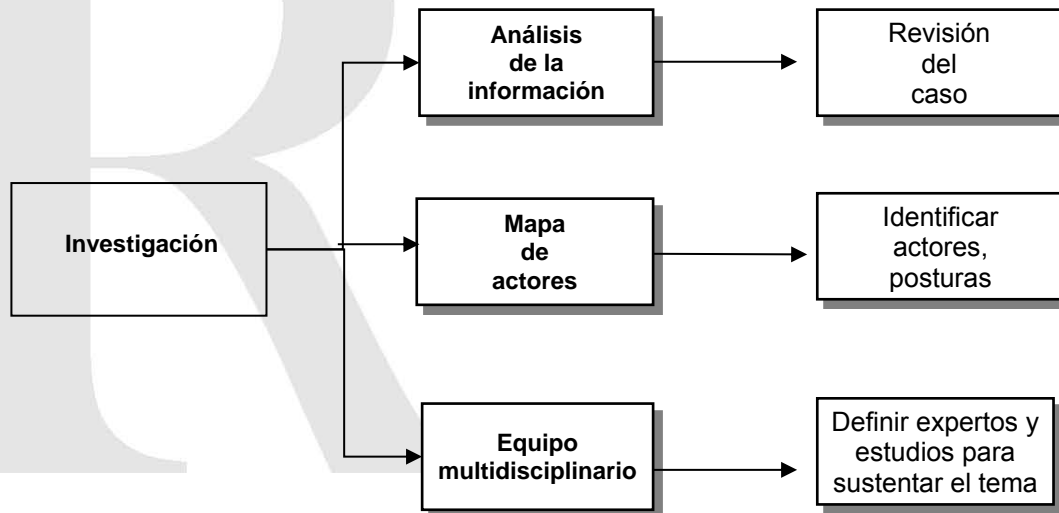 Análisis
de la
información
Revisión
del
caso
Investigación
Mapa
de
actores
Identificar
actores,
posturas
Equipo
multidisciplinario
Definir expertos y
estudios para
sustentar el tema